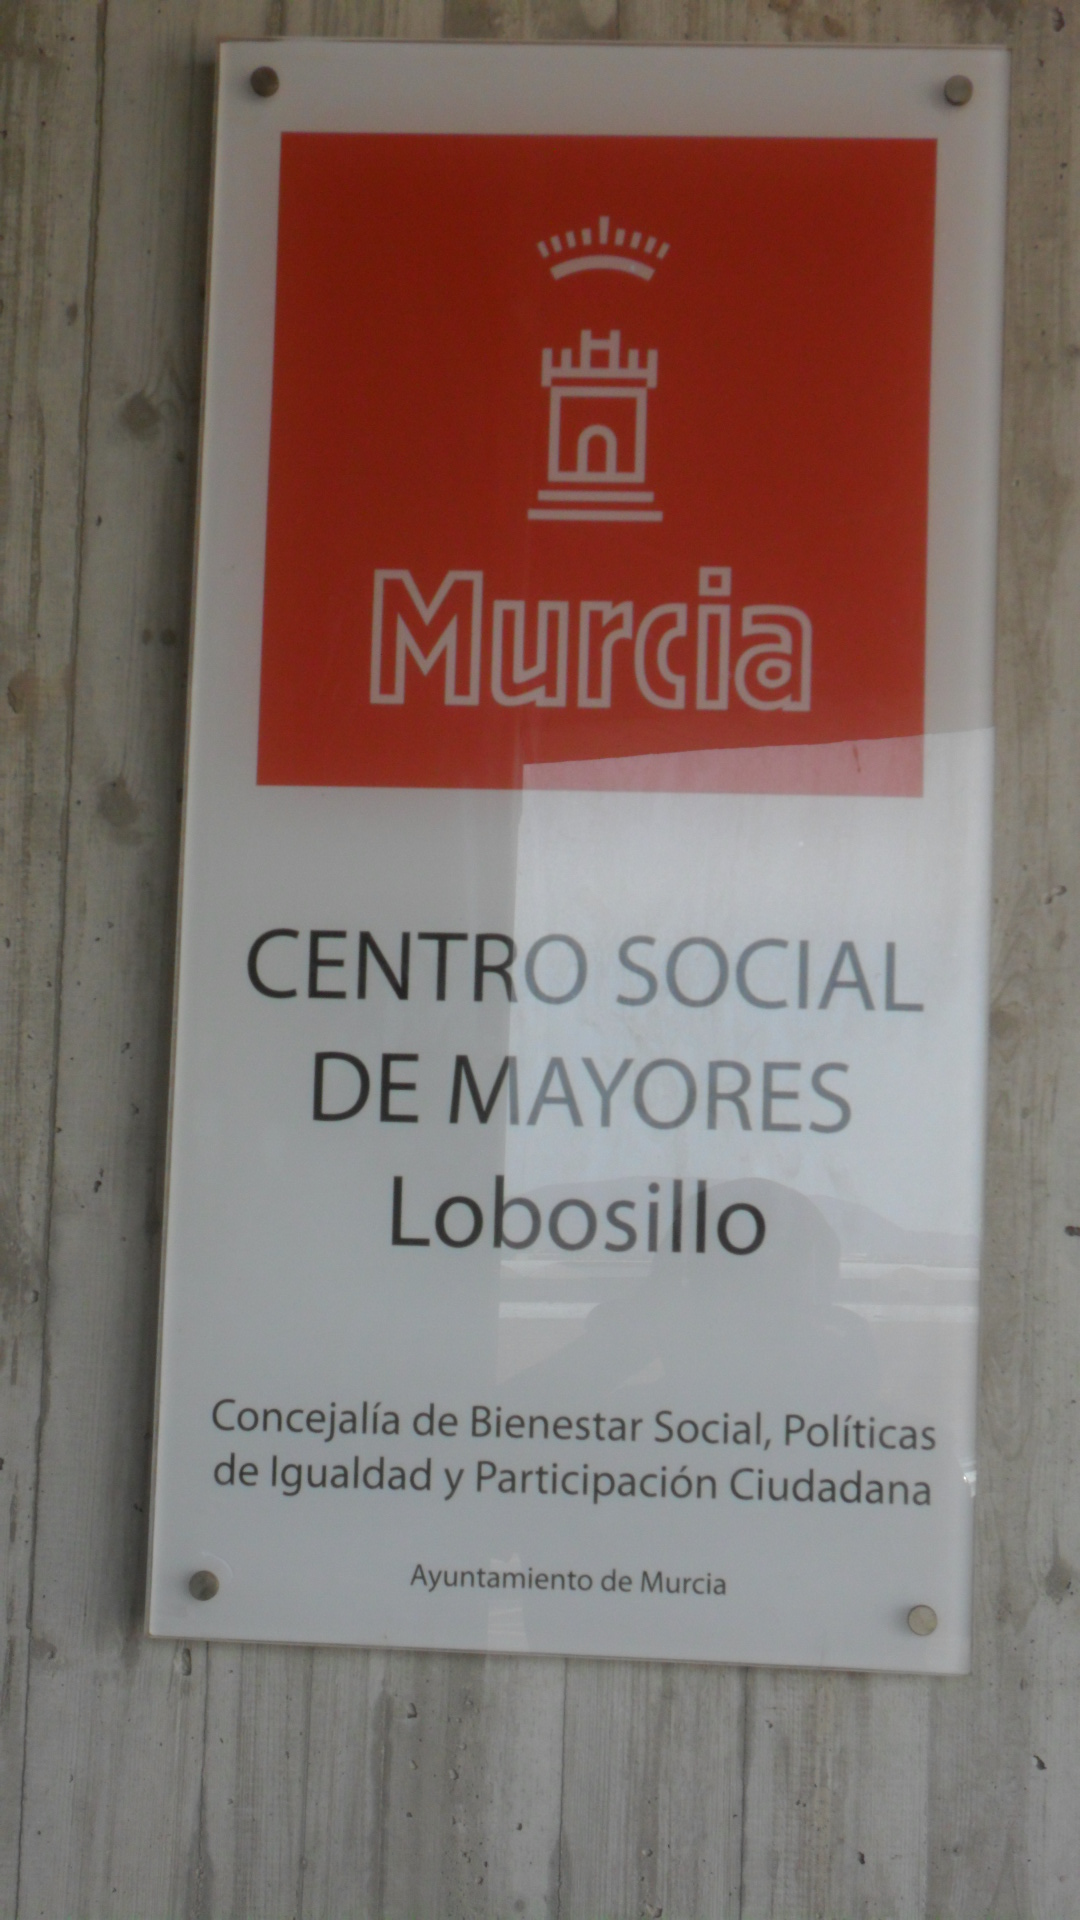 Murcia
CENTRO SOCIAL
DE MAYORES
Lobosillo
Concejalía de Bienestar Social, Políticas
de Igualdad y Participación Ciudadana
Ayuntamiento de Murcia